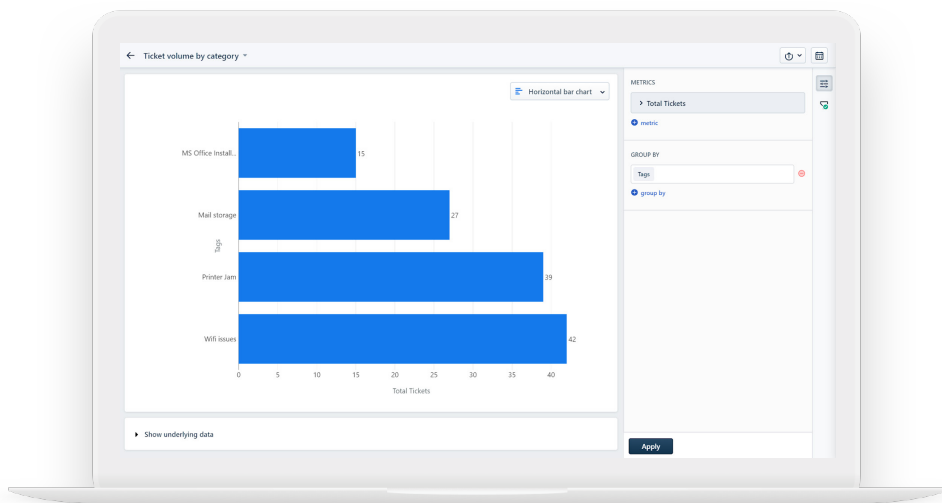 Ticket volume by category
Horizontal bar chart
MS Office Install...
15
Mail storage
27
Tags
Printer Jam
39
Wifi issues
42
0 5 10 15 20 25 30 35 40
Total Tickets
Show underlying data
METRICS
Total Tickets
metric
GROUP BY
Tags
group by
Apply